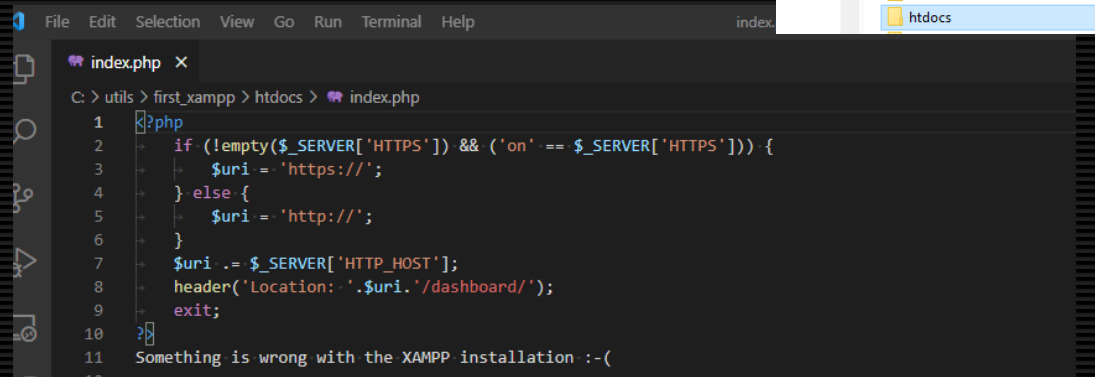 File Edit Selection View Go Run Terminal Help index.
htdocs
index.php
C: > utils > first_xampp > htdocs > index.php
1 <?php
2 if (!empty($_SERVER['HTTPS']) && ('on' == $_SERVER['HTTPS'])) {
3 $uri = 'https://';
4 } else {
5 $uri = 'http://';
6 }
7 $uri .= $_SERVER['HTTP_HOST'];
8 header('Location: '.$uri.'/dashboard/');
9 exit;
10 ?>
11 Something is wrong with the XAMPP installation :-(